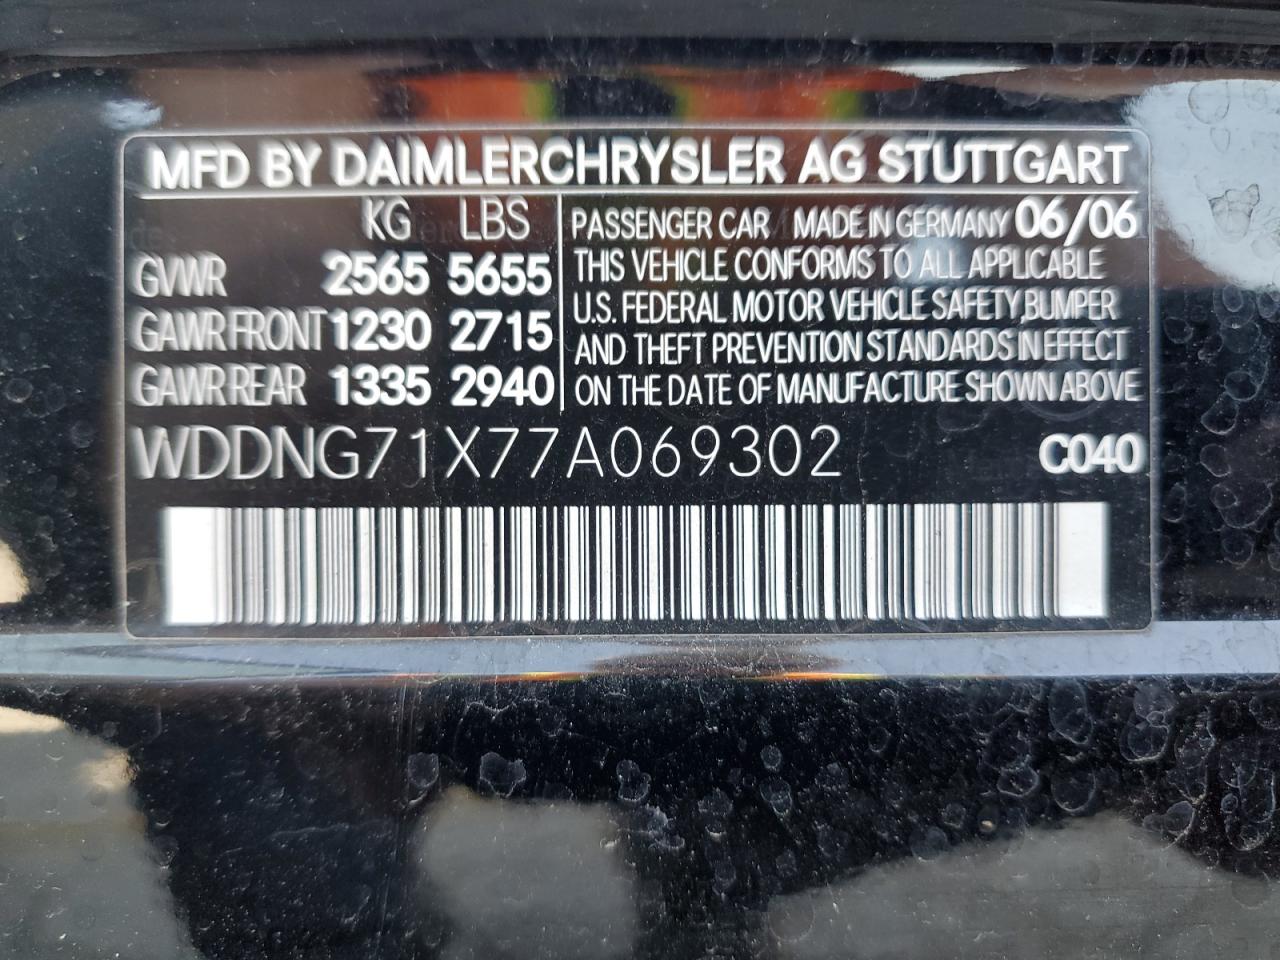 MFD BY DAIMLERCHRYSLER AG STUTTGART
KG LBS
GVWR 2565 5655
GAWR FRONT 1230 2715
GAWR REAR 1335 2940
PASSENGER CAR MADE IN GERMANY 06/06
THIS VEHICLE CONFORMS TO ALL APPLICABLE
U.S. FEDERAL MOTOR VEHICLE SAFETY,BUMPER
AND THEFT PREVENTION STANDARDS IN EFFECT
ON THE DATE OF MANUFACTURE SHOWN ABOVE
WDDNG71X77A069302 C040